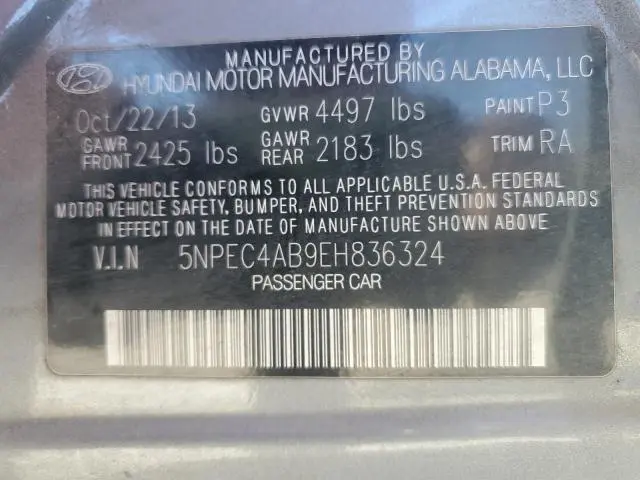 MANUFACTURED BY
HYUNDAI MOTOR MANUFACTURING ALABAMA, LLC
Oct/22/13 GVWR 4497 lbs PAINT P3
GAWR FRONT 2425 lbs GAWR REAR 2183 lbs TRIM RA
THIS VEHICLE CONFORMS TO ALL APPLICABLE U.S.A. FEDERAL
MOTOR VEHICLE SAFETY, BUMPER, AND THEFT PREVENTION STANDARDS
IN EFFECT ON THE DATE OF MANUFACTURE SHOWN ABOVE.
V.I.N 5NPEC4AB9EH836324
PASSENGER CAR